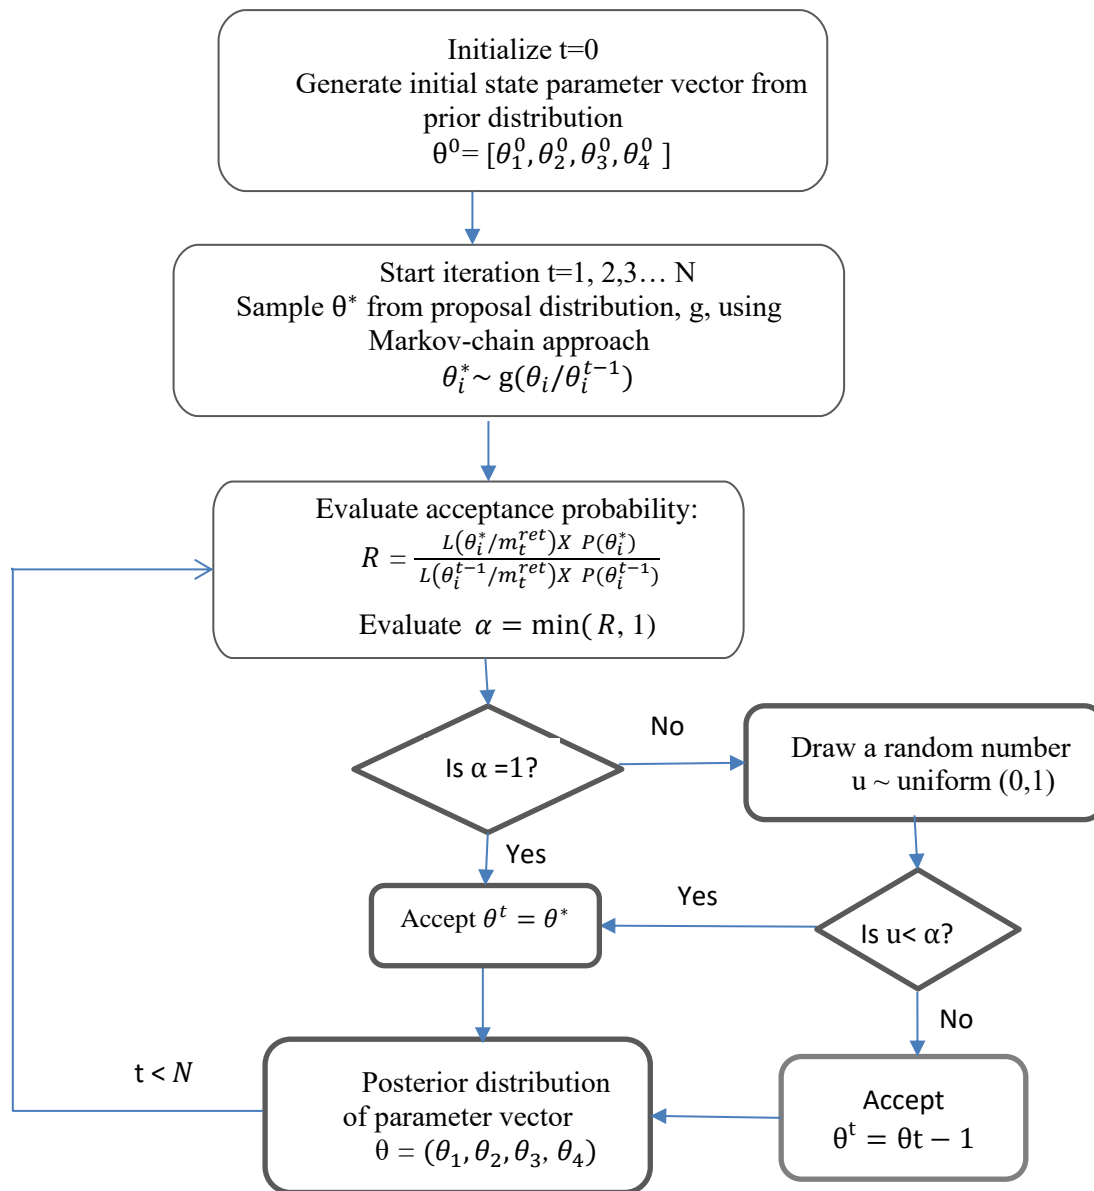 Initialize t=0
Generate initial state parameter vector from
prior distribution
θ⁰= [θ₁⁰, θ₂⁰, θ₃⁰, θ₄⁰ ]
Start iteration t=1, 2,3… N
Sample θ* from proposal distribution, g, using
Markov-chain approach
θᵢ*~ g(θᵢ/θᵢᵗ⁻¹)
Evaluate acceptance probability:
R = L(θᵢ*/mₜʳᵉᵗ)X P(θᵢ*) / L(θᵢᵗ⁻¹/mₜʳᵉᵗ)X P(θᵢᵗ⁻¹)
Evaluate α = min( R, 1)
Is α =1?
No
Draw a random number
u ~ uniform (0,1)
Yes
Accept θᵗ = θ*
Yes
Is u< α?
No
t < N
Posterior distribution
of parameter vector
θ = (θ₁, θ₂, θ₃, θ₄)
Accept
θᵗ = θt − 1